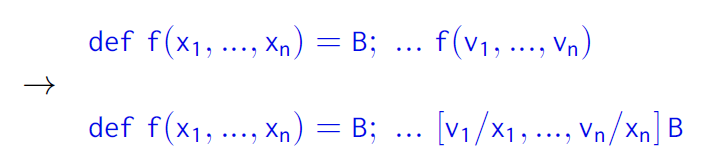 def f(x₁, ..., xₙ) = B; ... f(v₁, ..., vₙ)
→
def f(x₁, ..., xₙ) = B; ... [v₁/x₁, ..., vₙ/xₙ] B